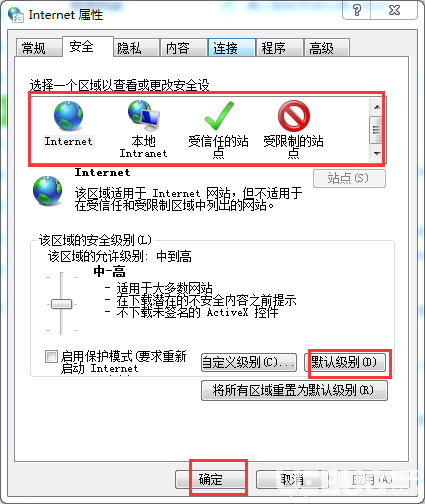 Internet 属性
常规 安全 隐私 内容 连接 程序 高级
选择一个区域以查看或更改安全设
Internet
本地
Intranet
受信任的站
点
受限制的站
点
Internet
站点(S)
该区域适用于 Internet 网站，但不适用于
在受信任和受限制区域中列出的网站。
该区域的安全级别(L)
该区域的允许级别: 中到高
中-高
- 适用于大多数网站
- 在下载潜在的不安全内容之前提示
- 不下载未签名的 ActiveX 控件
启用保护模式(要求重新
启动 Internet
自定义级别(C)...
默认级别(D)
将所有区域重置为默认级别(R)
确定 取消 应用(A)